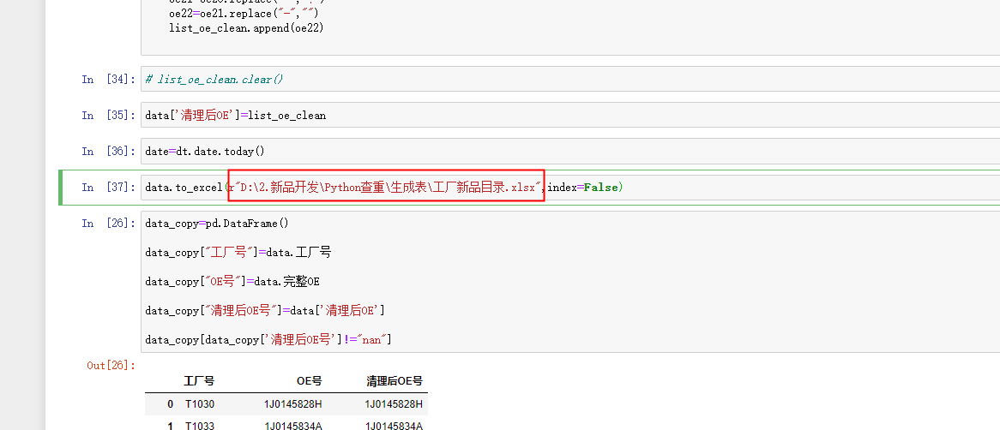 oe22=oe21.replace("-","")
list_oe_clean.append(oe22)
In [34]: # list_oe_clean.clear()
In [35]: data['清理后OE']=list_oe_clean
In [36]: date=dt.date.today()
In [37]: data.to_excel(r"D:\2.新品开发\Python查重\生成表\工厂新品目录.xlsx",index=False)
In [26]: data_copy=pd.DataFrame()
data_copy["工厂号"]=data.工厂号
data_copy["OE号"]=data.完整OE
data_copy["清理后OE号"]=data['清理后OE']
data_copy[data_copy['清理后OE号']!="nan"]
Out[26]:
工厂号 OE号 清理后OE号
0 T1030 1J0145828H 1J0145828H
1 T1033 1J0145834A 1J0145834A